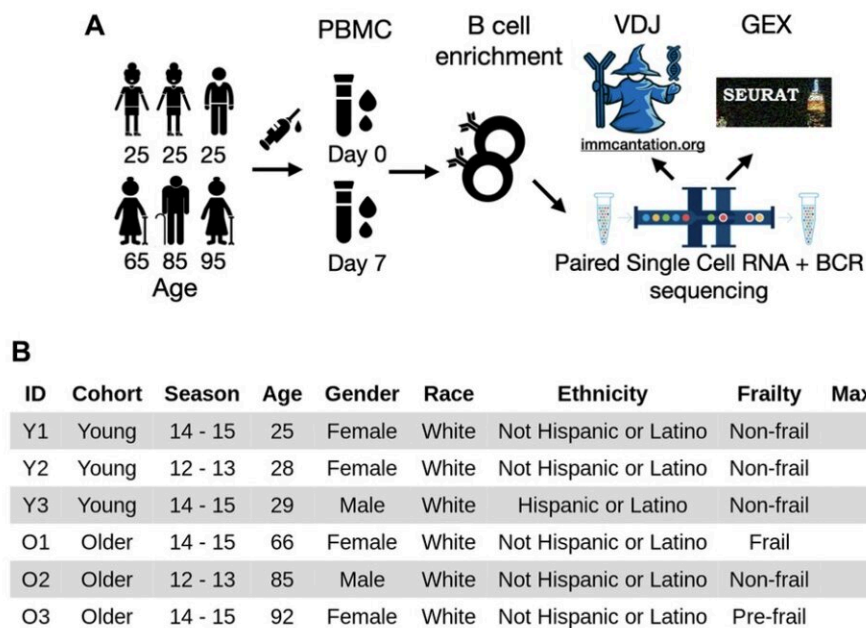 A
PBMC
B cell enrichment
VDJ
GEX
25 25 25
Day 0
immcantation.org
SEURAT
65 85 95
Age
Day 7
Paired Single Cell RNA + BCR
sequencing
B
ID Cohort Season Age Gender Race Ethnicity Frailty Max
Y1 Young 14 - 15 25 Female White Not Hispanic or Latino Non-frail
Y2 Young 12 - 13 28 Female White Not Hispanic or Latino Non-frail
Y3 Young 14 - 15 29 Male White Hispanic or Latino Non-frail
O1 Older 14 - 15 66 Female White Not Hispanic or Latino Frail
O2 Older 12 - 13 85 Male White Not Hispanic or Latino Non-frail
O3 Older 14 - 15 92 Female White Not Hispanic or Latino Pre-frail